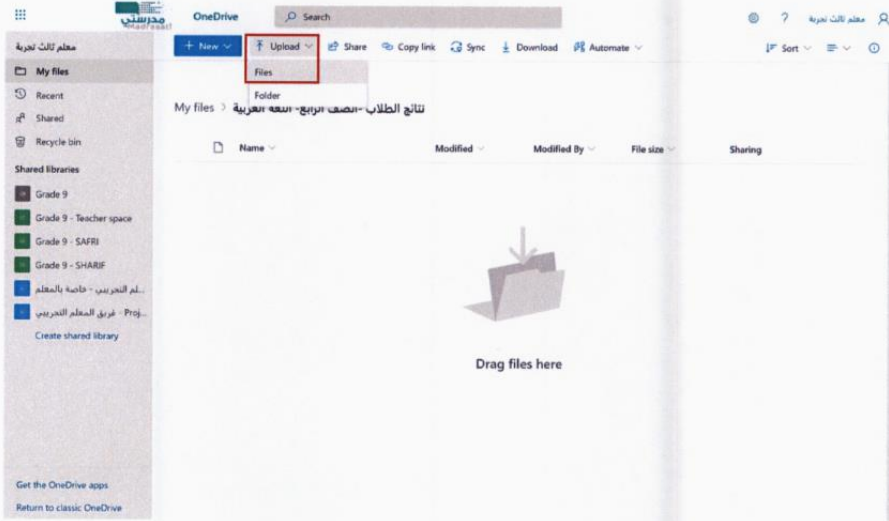 مدرستي
Madrasati
OneDrive
Search
معلم ثالث تجربة
معلم ثالث تجربة
New
Upload
Share
Copy link
Sync
Download
Automate
Sort
My files
Files
Recent
Folder
Shared
My files > نتائج الطلاب -الصف الرابع- اللغة العربية
Recycle bin
Name
Modified
Modified By
File size
Sharing
Shared libraries
Grade 9
Grade 9 - Teacher space
Grade 9 - SAFRI
Grade 9 - SHARIF
...لم التجريبي - خاصة بالمعلم
Proj - فريق المعلم التجريبي...
Create shared library
Drag files here
Get the OneDrive apps
Return to classic OneDrive